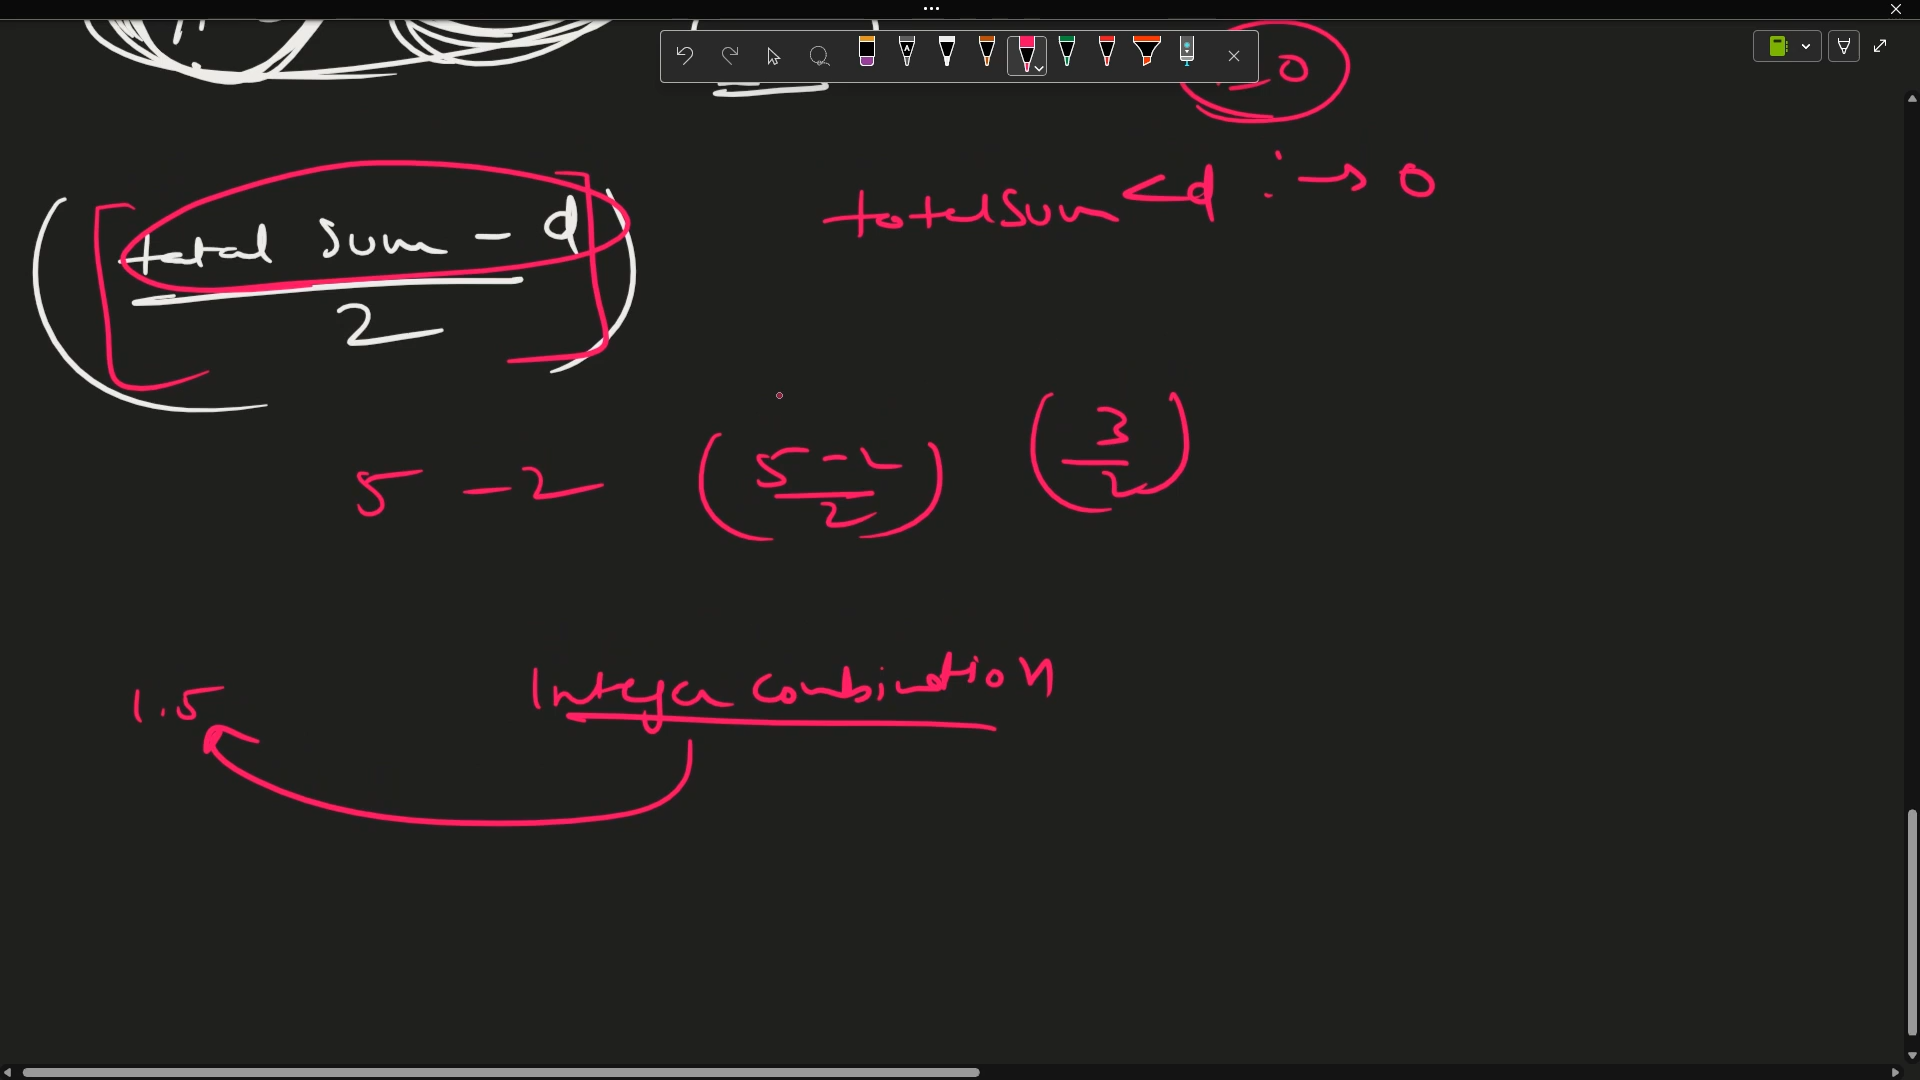 0
total sum - d
2
totalsum < d : → 0
5 - 2
( 5 - 2 / 2 )
( 3 / 2 )
1.5
Integer combination